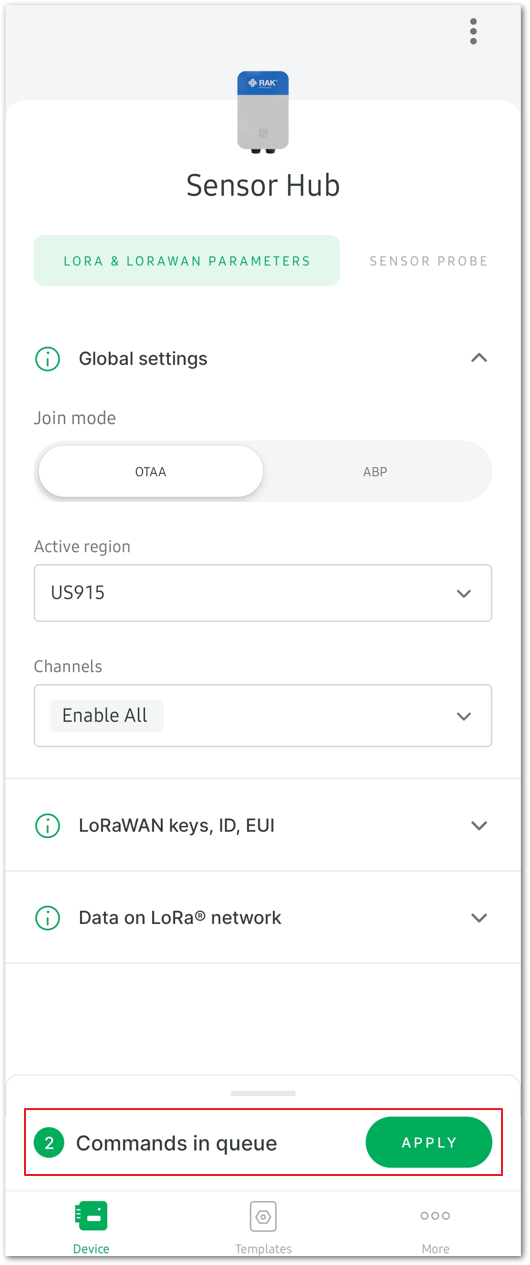 RAK
Sensor Hub
LORA & LORAWAN PARAMETERS
SENSOR PROBE
Global settings
Join mode
OTAA
ABP
Active region
US915
Channels
Enable All
LoRaWAN keys, ID, EUI
Data on LoRa® network
2 Commands in queue
APPLY
Device
Templates
More